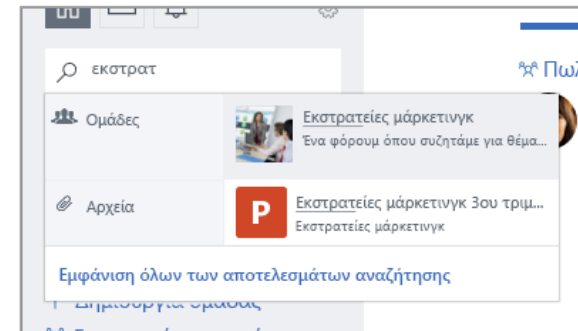 εκστρατ
Πωλ
Ομάδες
Εκστρατείες μάρκετινγκ
Ένα φόρουμ όπου συζητάμε για θέμα...
Αρχεία
P
Εκστρατείες μάρκετινγκ 3ου τριμ...
Εκστρατείες μάρκετινγκ
Εμφάνιση όλων των αποτελεσμάτων αναζήτησης
Δημιουργία ομάδας